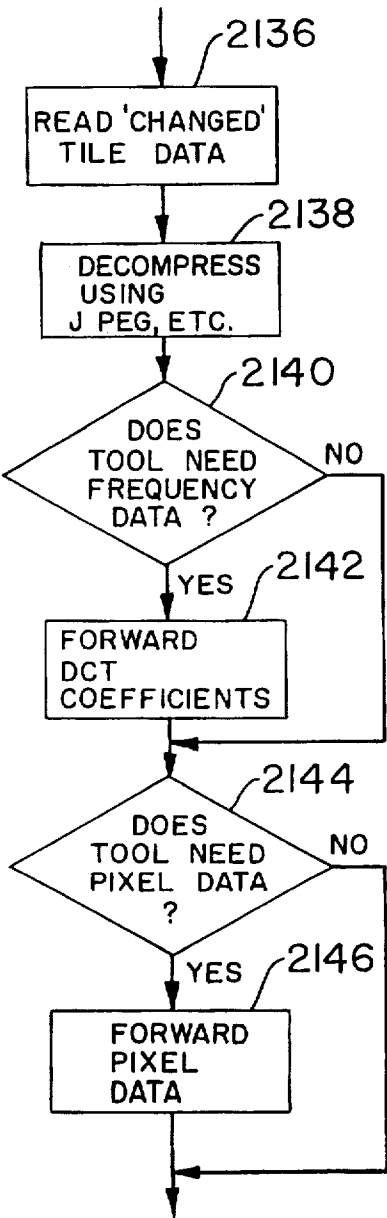 2136
READ 'CHANGED'
TILE DATA
2138
DECOMPRESS
USING
J PEG, ETC.
2140
DOES
TOOL NEED
FREQUENCY
DATA ?
NO
YES
2142
FORWARD
DCT
COEFFICIENTS
2144
DOES
TOOL NEED
PIXEL DATA
?
NO
YES
2146
FORWARD
PIXEL
DATA